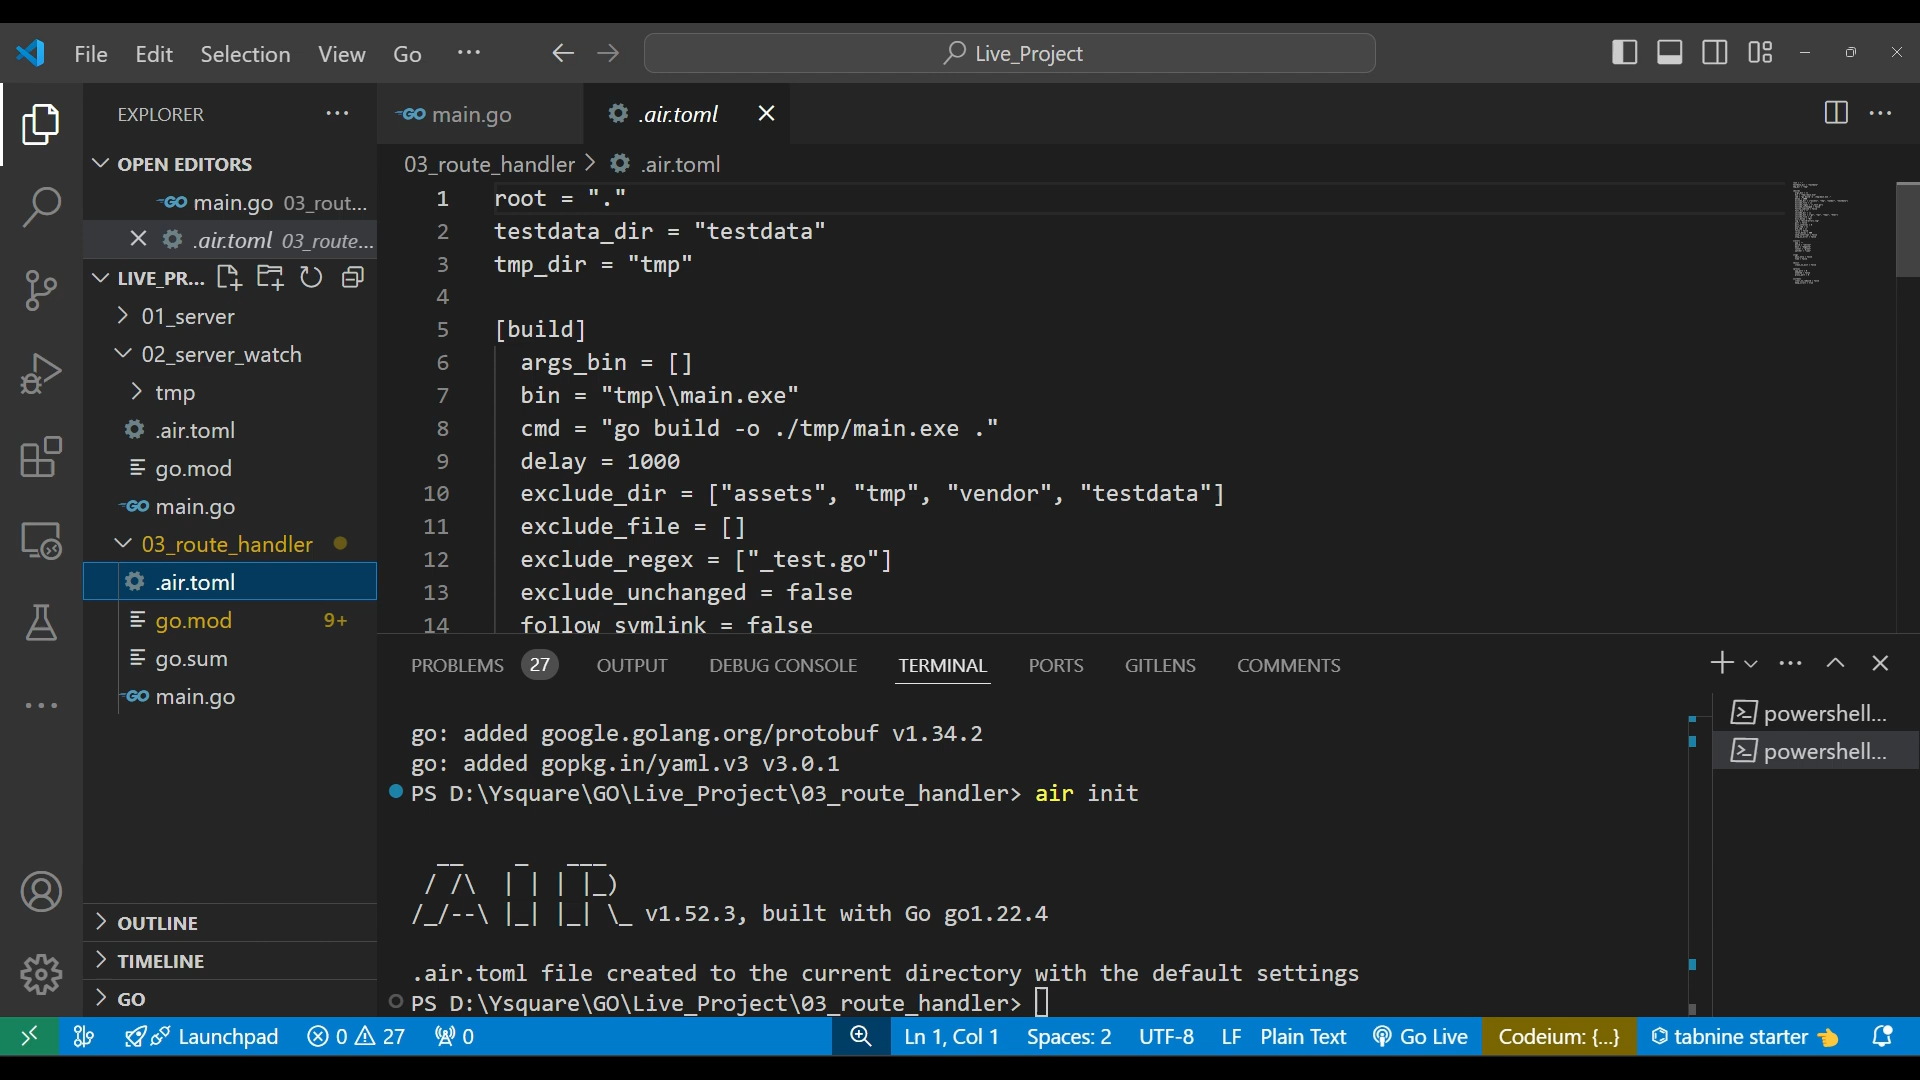 File Edit Selection View Go ··· Live_Project
EXPLORER ···
OPEN EDITORS
GO main.go 03_rout...
.air.toml 03_route...
LIVE_PR...
01_server
02_server_watch
tmp
.air.toml
go.mod
GO main.go
03_route_handler
.air.toml
go.mod 9+
go.sum
GO main.go
OUTLINE
TIMELINE
GO
GO main.go .air.toml
03_route_handler > .air.toml
1 root = "."
2 testdata_dir = "testdata"
3 tmp_dir = "tmp"
4
5 [build]
6 args_bin = []
7 bin = "tmp\\main.exe"
8 cmd = "go build -o ./tmp/main.exe ."
9 delay = 1000
10 exclude_dir = ["assets", "tmp", "vendor", "testdata"]
11 exclude_file = []
12 exclude_regex = ["_test.go"]
13 exclude_unchanged = false
14 follow_symlink = false
PROBLEMS 27 OUTPUT DEBUG CONSOLE TERMINAL PORTS GITLENS COMMENTS
go: added google.golang.org/protobuf v1.34.2
go: added gopkg.in/yaml.v3 v3.0.1
PS D:\Ysquare\GO\Live_Project\03_route_handler> air init
  __    _   ___
 / /\  | | | |_)
/_/--\ |_| |_| \_ v1.52.3, built with Go go1.22.4
.air.toml file created to the current directory with the default settings
PS D:\Ysquare\GO\Live_Project\03_route_handler>
powershell...
powershell...
Launchpad 0 27 0 Ln 1, Col 1 Spaces: 2 UTF-8 LF Plain Text Go Live Codeium: {...} tabnine starter